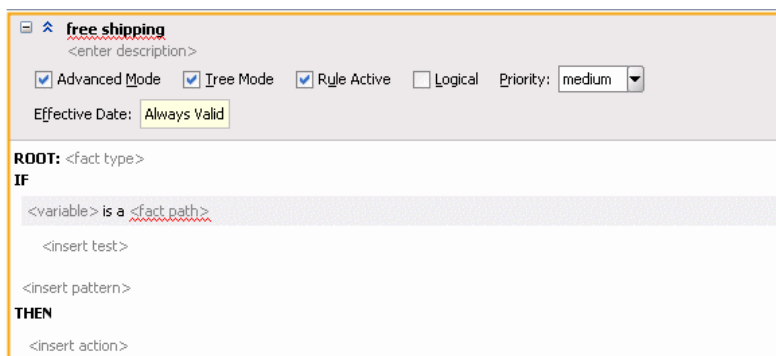 free shipping
<enter description>
Advanced Mode Tree Mode Rule Active Logical Priority: medium
Effective Date: Always Valid
ROOT: <fact type>
IF
<variable> is a <fact path>
<insert test>
<insert pattern>
THEN
<insert action>